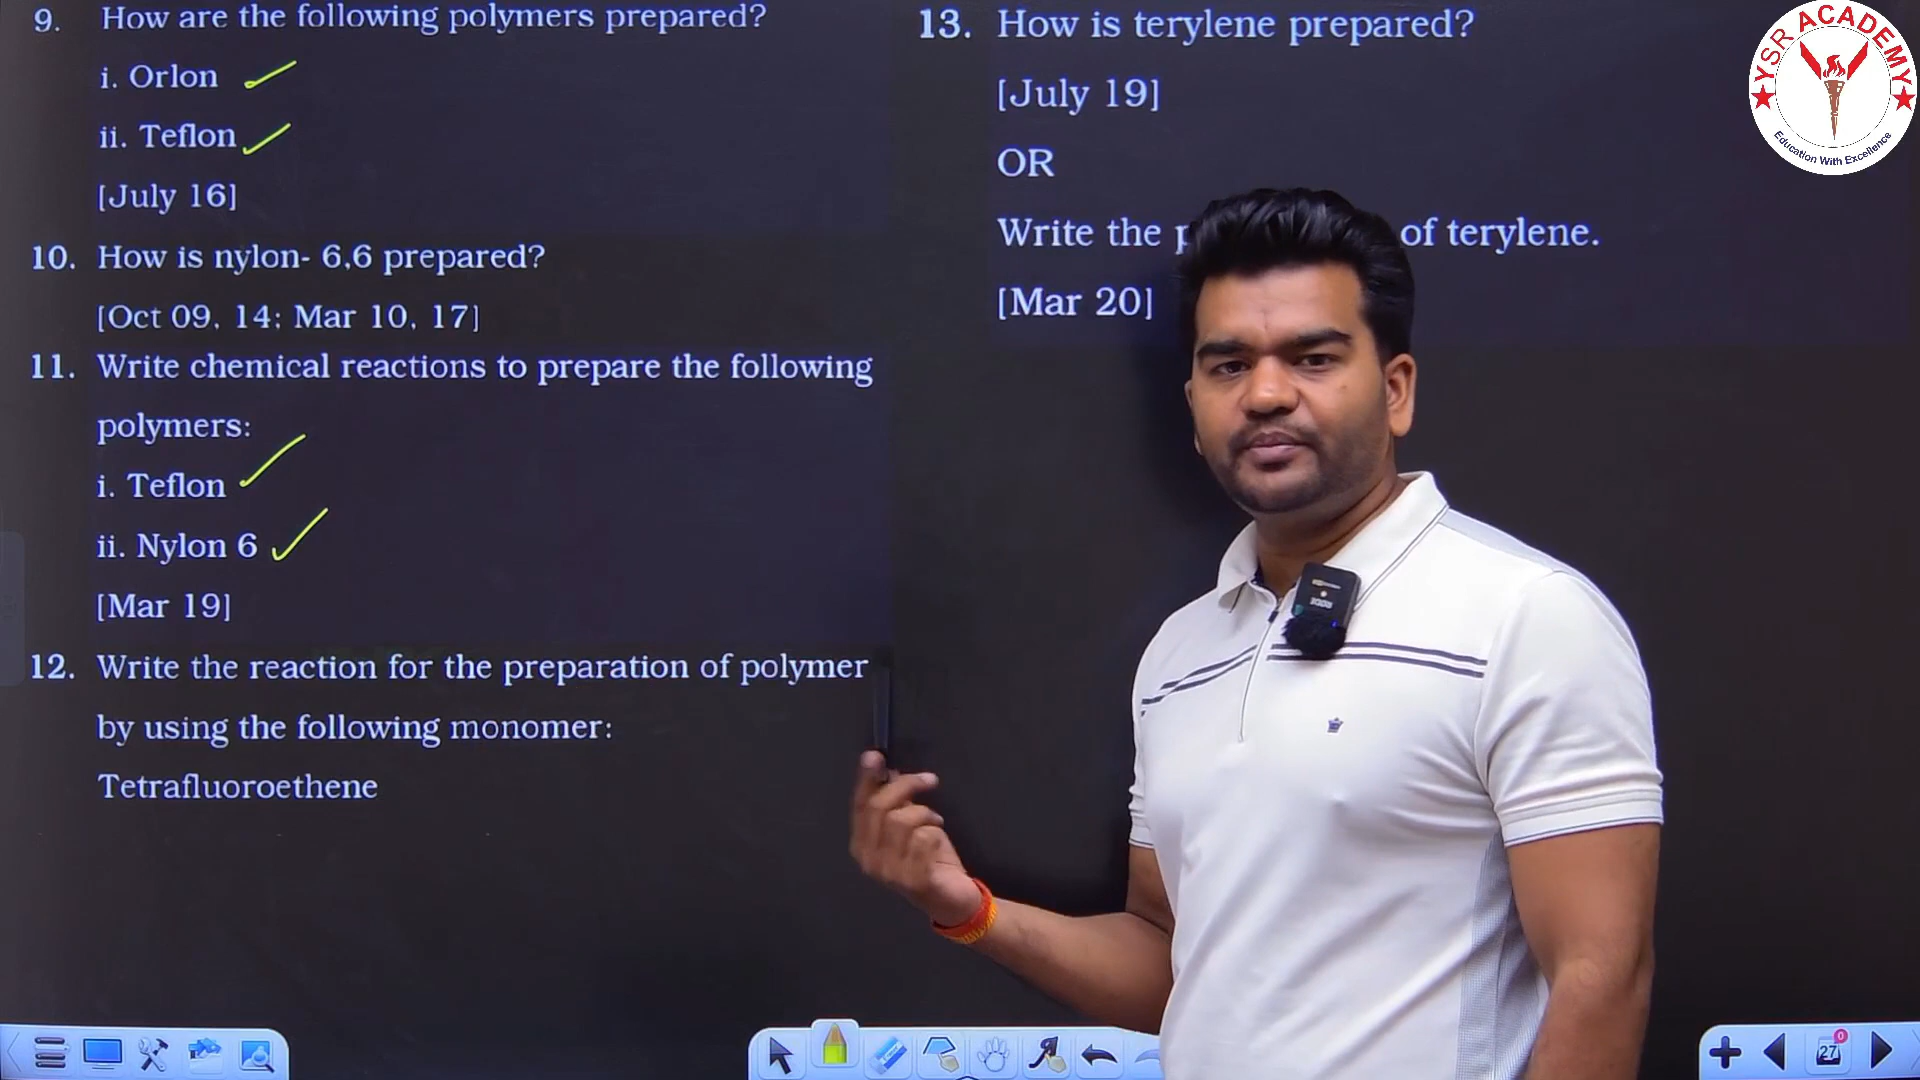 9. How are the following polymers prepared?
i. Orlon
ii. Teflon
[July 16]
10. How is nylon- 6,6 prepared?
[Oct 09, 14; Mar 10, 17]
11. Write chemical reactions to prepare the following
polymers:
i. Teflon
ii. Nylon 6
[Mar 19]
12. Write the reaction for the preparation of polymer
by using the following monomer:
Tetrafluoroethene
13. How is terylene prepared?
[July 19]
OR
Write the of terylene.
[Mar 20]
YSR ACADEMY
Education With Excellence
RODE
27
0